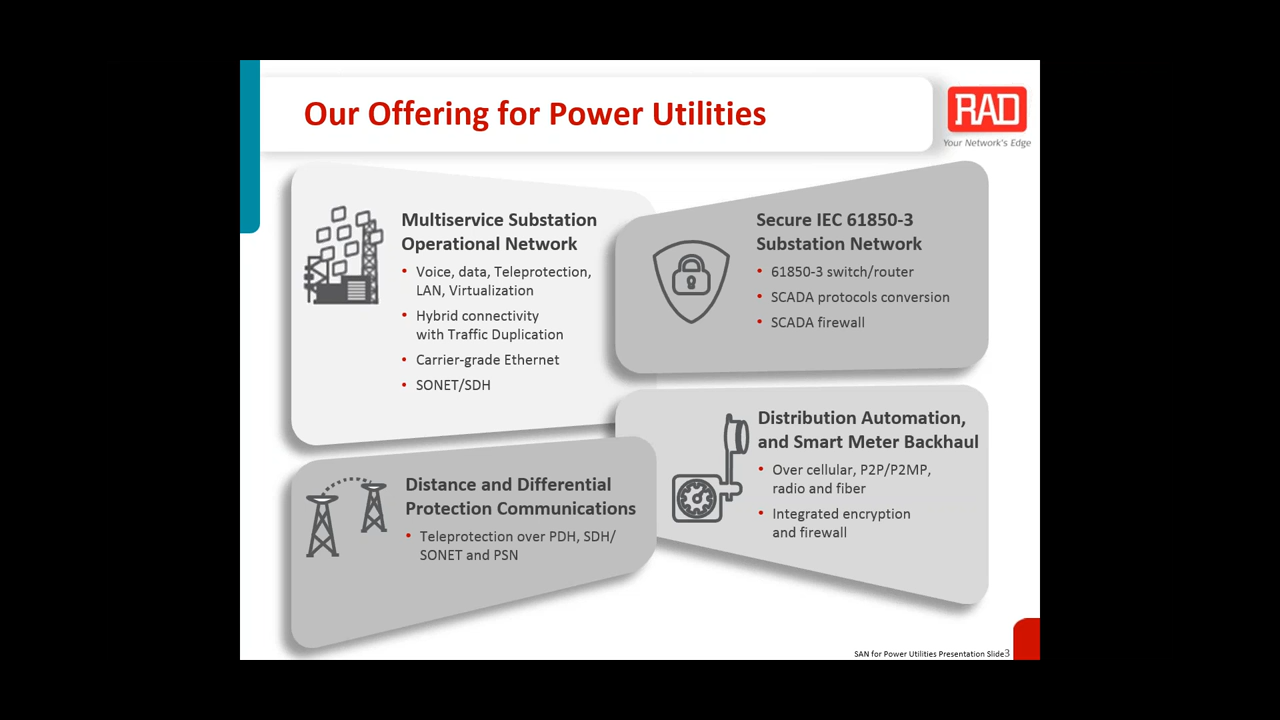 Our Offering for Power Utilities
RAD
Your Network's Edge
Multiservice Substation
Operational Network
• Voice, data, Teleprotection,
LAN, Virtualization
• Hybrid connectivity
with Traffic Duplication
• Carrier-grade Ethernet
• SONET/SDH
Secure IEC 61850-3
Substation Network
• 61850-3 switch/router
• SCADA protocols conversion
• SCADA firewall
Distance and Differential
Protection Communications
• Teleprotection over PDH, SDH/
SONET and PSN
Distribution Automation,
and Smart Meter Backhaul
• Over cellular, P2P/P2MP,
radio and fiber
• Integrated encryption
and firewall
SAN for Power Utilities Presentation Slide3